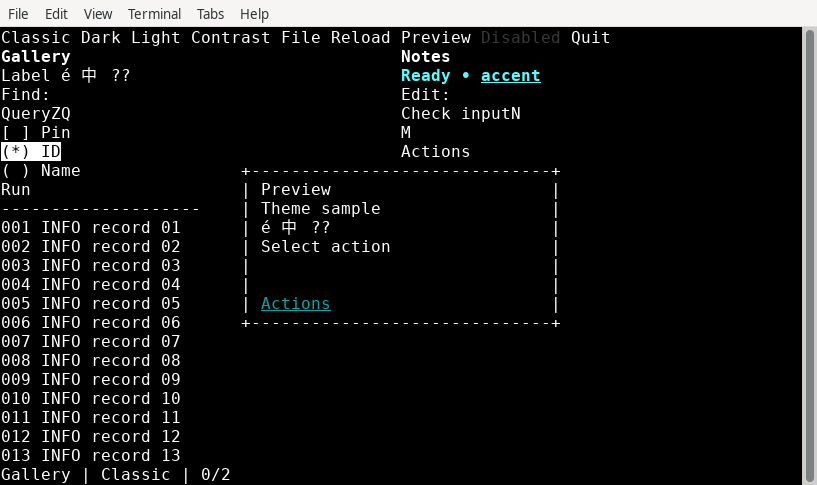 File Edit View Terminal Tabs Help
Classic Dark Light Contrast File Reload Preview Disabled Quit
Gallery Notes
Label é 中 ?? Ready • accent
Find: Edit:
QueryZQ Check inputN
[ ] Pin M
(*) ID Actions
( ) Name +------------------------------+
Run | Preview |
-------------------- | Theme sample |
001 INFO record 01 | é 中 ?? |
002 INFO record 02 | Select action |
003 INFO record 03 | |
004 INFO record 04 | |
005 INFO record 05 | Actions |
006 INFO record 06 +------------------------------+
007 INFO record 07
008 INFO record 08
009 INFO record 09
010 INFO record 10
011 INFO record 11
012 INFO record 12
013 INFO record 13
Gallery | Classic | 0/2